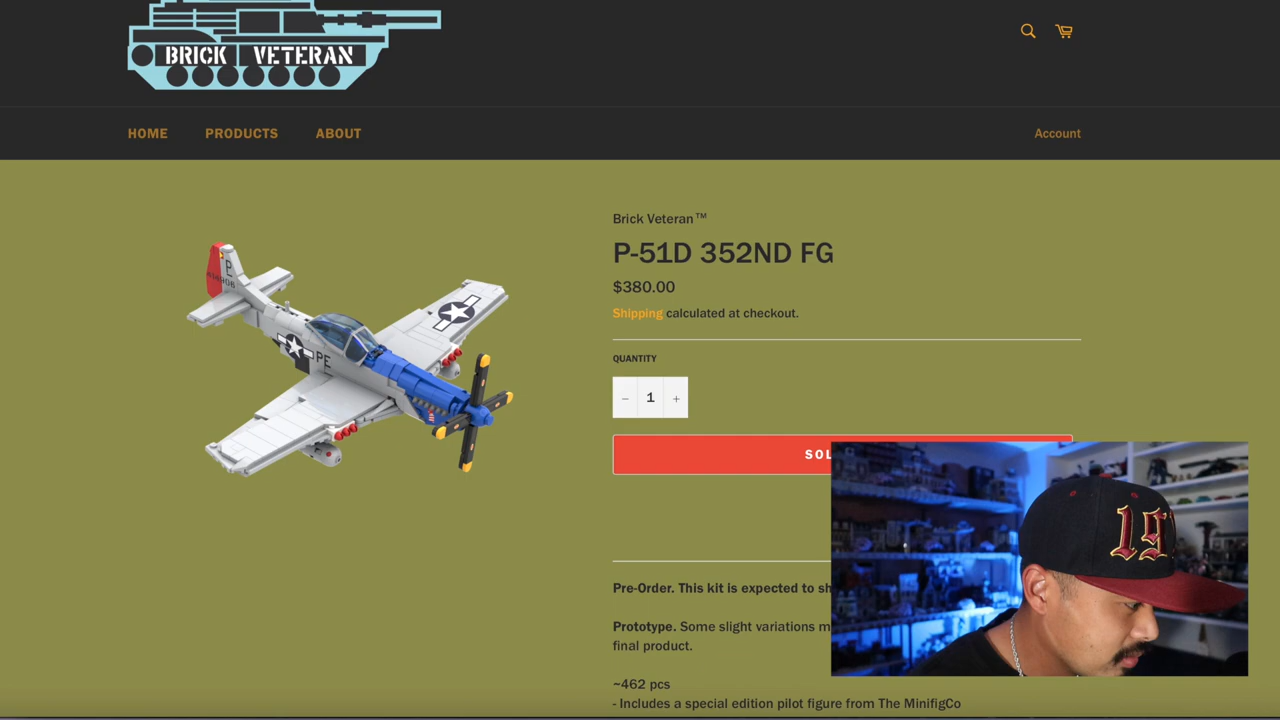 BRICK VETERAN
HOME PRODUCTS ABOUT Account
Brick Veteran™
P-51D 352ND FG
$380.00
Shipping calculated at checkout.
QUANTITY
− 1 +
SOL
Pre-Order. This kit is expected to sh
Prototype. Some slight variations m
final product.
~462 pcs
- Includes a special edition pilot figure from The MinifigCo
P
PE
19